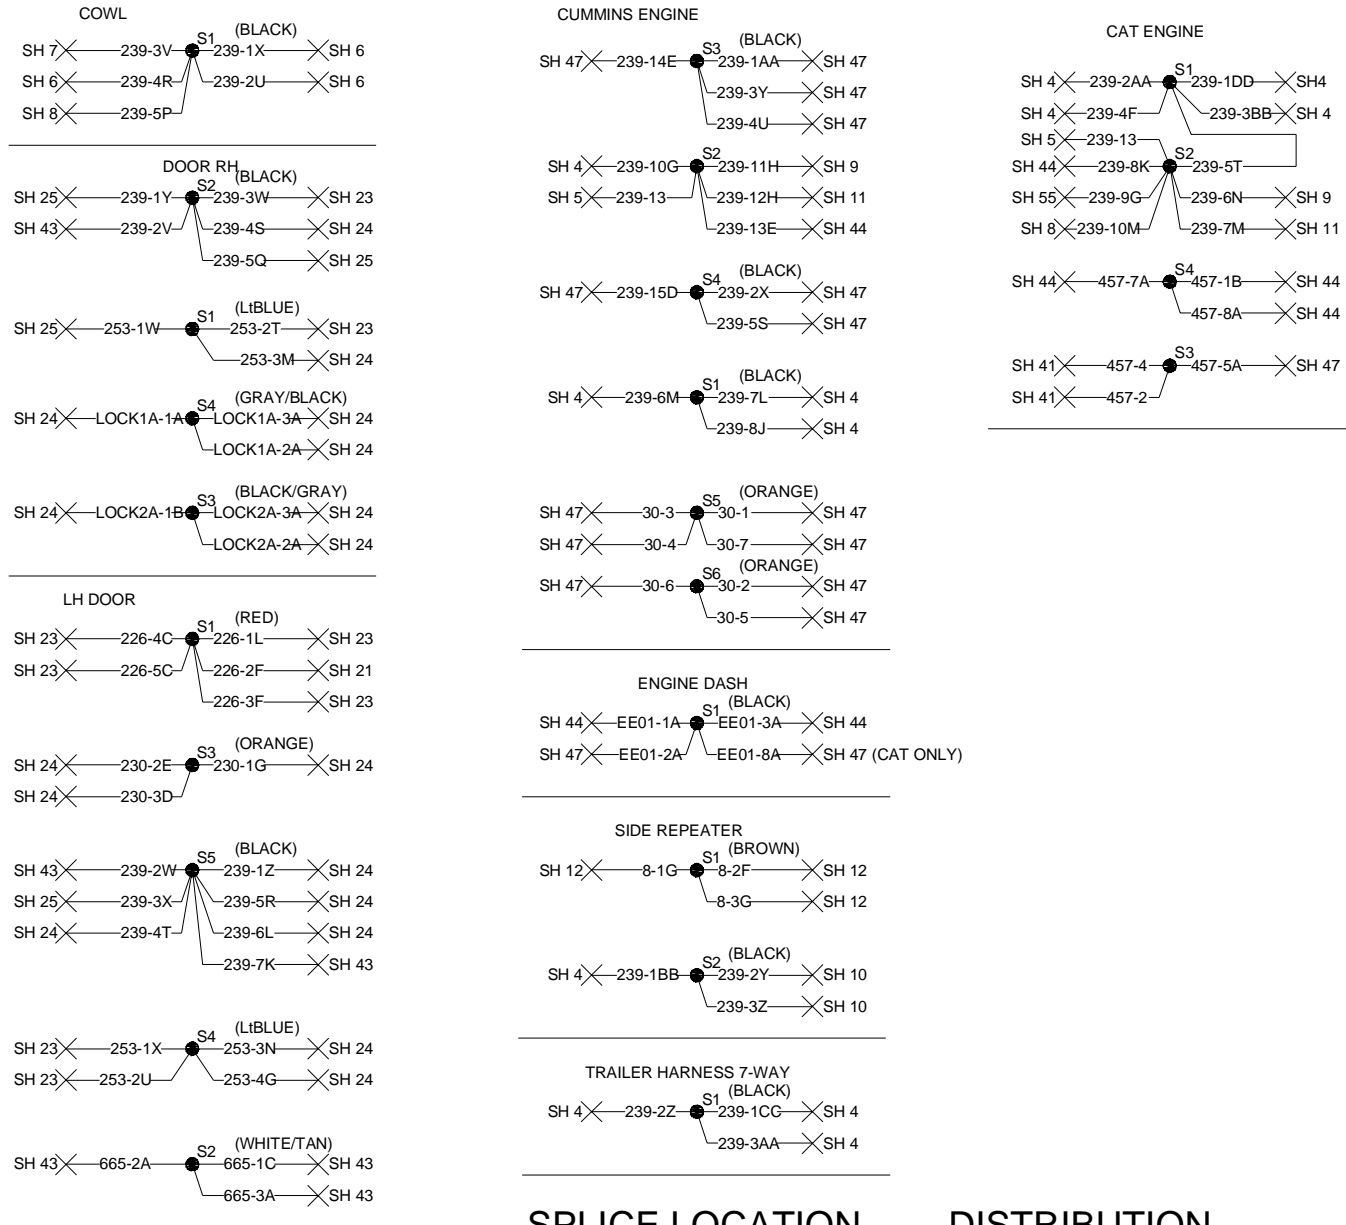 COWL
S1 (BLACK)
SH 7 239-3V 239-1X SH 6
SH 6 239-4R 239-2U SH 6
SH 8 239-5P
DOOR RH
S2 (BLACK)
SH 25 239-1Y 239-3W SH 23
SH 43 239-2V 239-4S SH 24
239-5Q SH 25
S1 (LtBLUE)
SH 25 253-1W 253-2T SH 23
253-3M SH 24
S4 (GRAY/BLACK)
SH 24 LOCK1A-1A LOCK1A-3A SH 24
LOCK1A-2A SH 24
S3 (BLACK/GRAY)
SH 24 LOCK2A-1B LOCK2A-3A SH 24
LOCK2A-2A SH 24
LH DOOR
S1 (RED)
SH 23 226-4C 226-1L SH 23
SH 23 226-5C 226-2F SH 21
226-3F SH 23
S3 (ORANGE)
SH 24 230-2E 230-1G SH 24
SH 24 230-3D
S5 (BLACK)
SH 43 239-2W 239-1Z SH 24
SH 25 239-3X 239-5R SH 24
SH 24 239-4T 239-6L SH 24
239-7K SH 43
S4 (LtBLUE)
SH 23 253-1X 253-3N SH 24
SH 23 253-2U 253-4G SH 24
S2 (WHITE/TAN)
SH 43 665-2A 665-1C SH 43
665-3A SH 43
CUMMINS ENGINE
S3 (BLACK)
SH 47 239-14E 239-1AA SH 47
239-3Y SH 47
239-4U SH 47
S2
SH 4 239-10G 239-11H SH 9
SH 5 239-13 239-12H SH 11
239-13E SH 44
S4 (BLACK)
SH 47 239-15D 239-2X SH 47
239-5S SH 47
S1 (BLACK)
SH 4 239-6M 239-7L SH 4
239-8J SH 4
S5 (ORANGE)
SH 47 30-3 30-1 SH 47
SH 47 30-4 30-7 SH 47
S6 (ORANGE)
SH 47 30-6 30-2 SH 47
30-5 SH 47
ENGINE DASH
S1 (BLACK)
SH 44 EE01-1A EE01-3A SH 44
SH 47 EE01-2A EE01-8A SH 47 (CAT ONLY)
SIDE REPEATER
S1 (BROWN)
SH 12 8-1G 8-2F SH 12
8-3G SH 12
S2 (BLACK)
SH 4 239-1BB 239-2Y SH 10
239-3Z SH 10
TRAILER HARNESS 7-WAY
S1 (BLACK)
SH 4 239-2Z 239-1CC SH 4
239-3AA SH 4
CAT ENGINE
S1
SH 4 239-2AA 239-1DD SH4
SH 4 239-4F 239-3BB SH 4
SH 5 239-13
S2
SH 44 239-8K 239-5T
SH 55 239-9G 239-6N SH 9
SH 8 239-10M 239-7M SH 11
S4
SH 44 457-7A 457-1B SH 44
457-8A SH 44
S3
SH 41 457-4 457-5A SH 47
SH 41 457-2
SPLICE LOCATION DISTRIBUTION